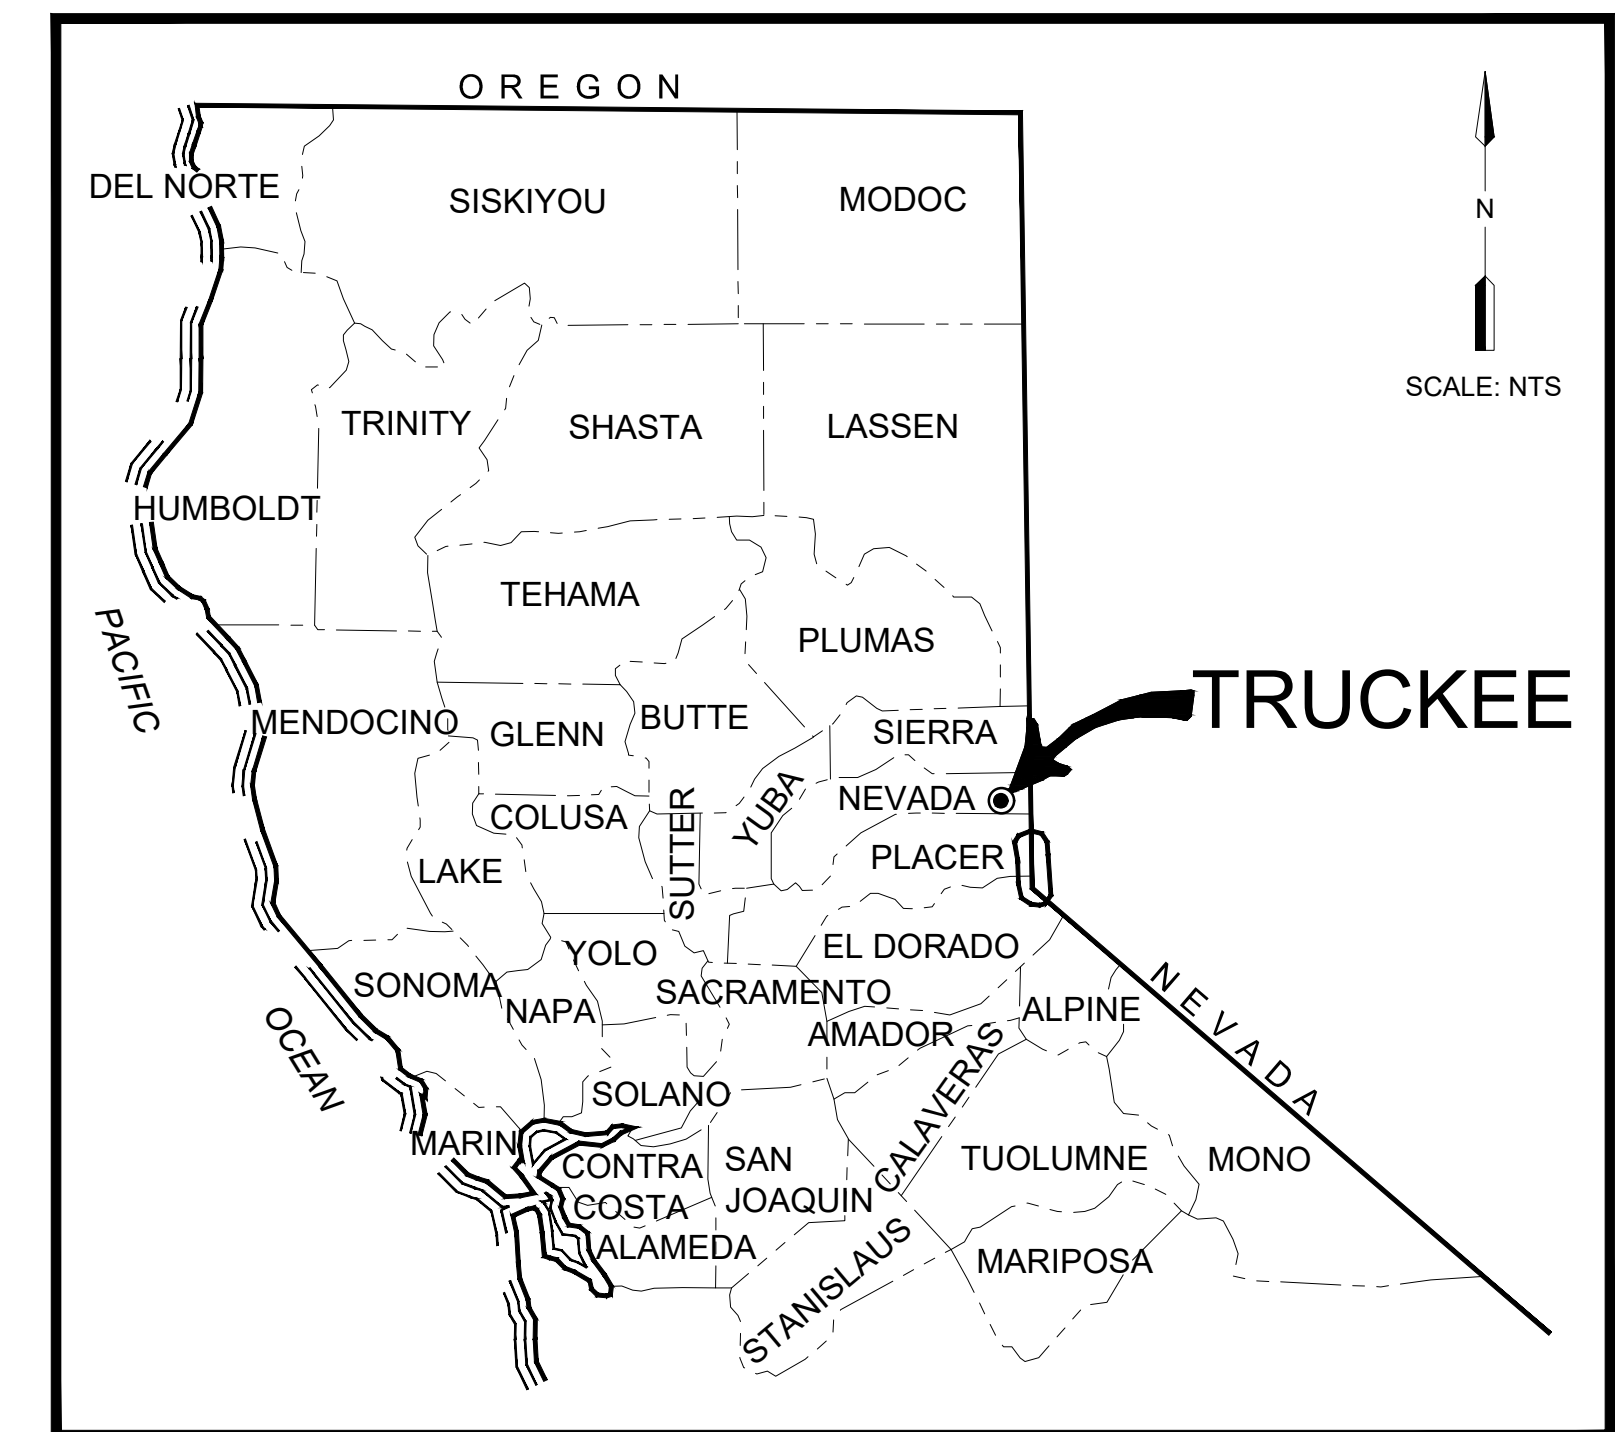 O R E G O N
DEL NORTE
SISKIYOU
MODOC
N
SCALE: NTS
TRINITY
SHASTA
LASSEN
HUMBOLDT
TEHAMA
PLUMAS
PACIFIC
TRUCKEE
MENDOCINO
GLENN
BUTTE
SIERRA
COLUSA
SUTTER
YUBA
NEVADA
LAKE
PLACER
YOLO
EL DORADO
SONOMA
NAPA
SACRAMENTO
ALPINE
N E V A D A
OCEAN
AMADOR
SOLANO
CALAVERAS
MARIN
CONTRA
COSTA
SAN
JOAQUIN
TUOLUMNE
MONO
ALAMEDA
STANISLAUS
MARIPOSA